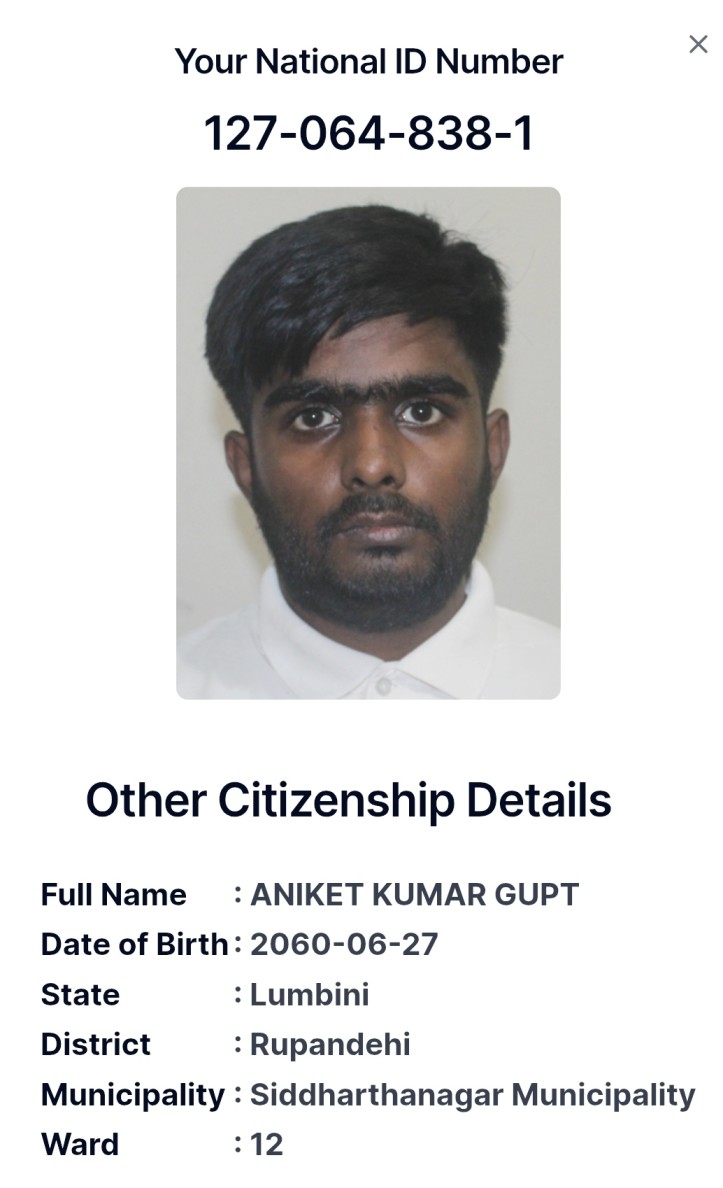 Your National ID Number
127-064-838-1
Other Citizenship Details
Full Name : ANIKET KUMAR GUPT
Date of Birth : 2060-06-27
State : Lumbini
District : Rupandehi
Municipality : Siddharthanagar Municipality
Ward : 12